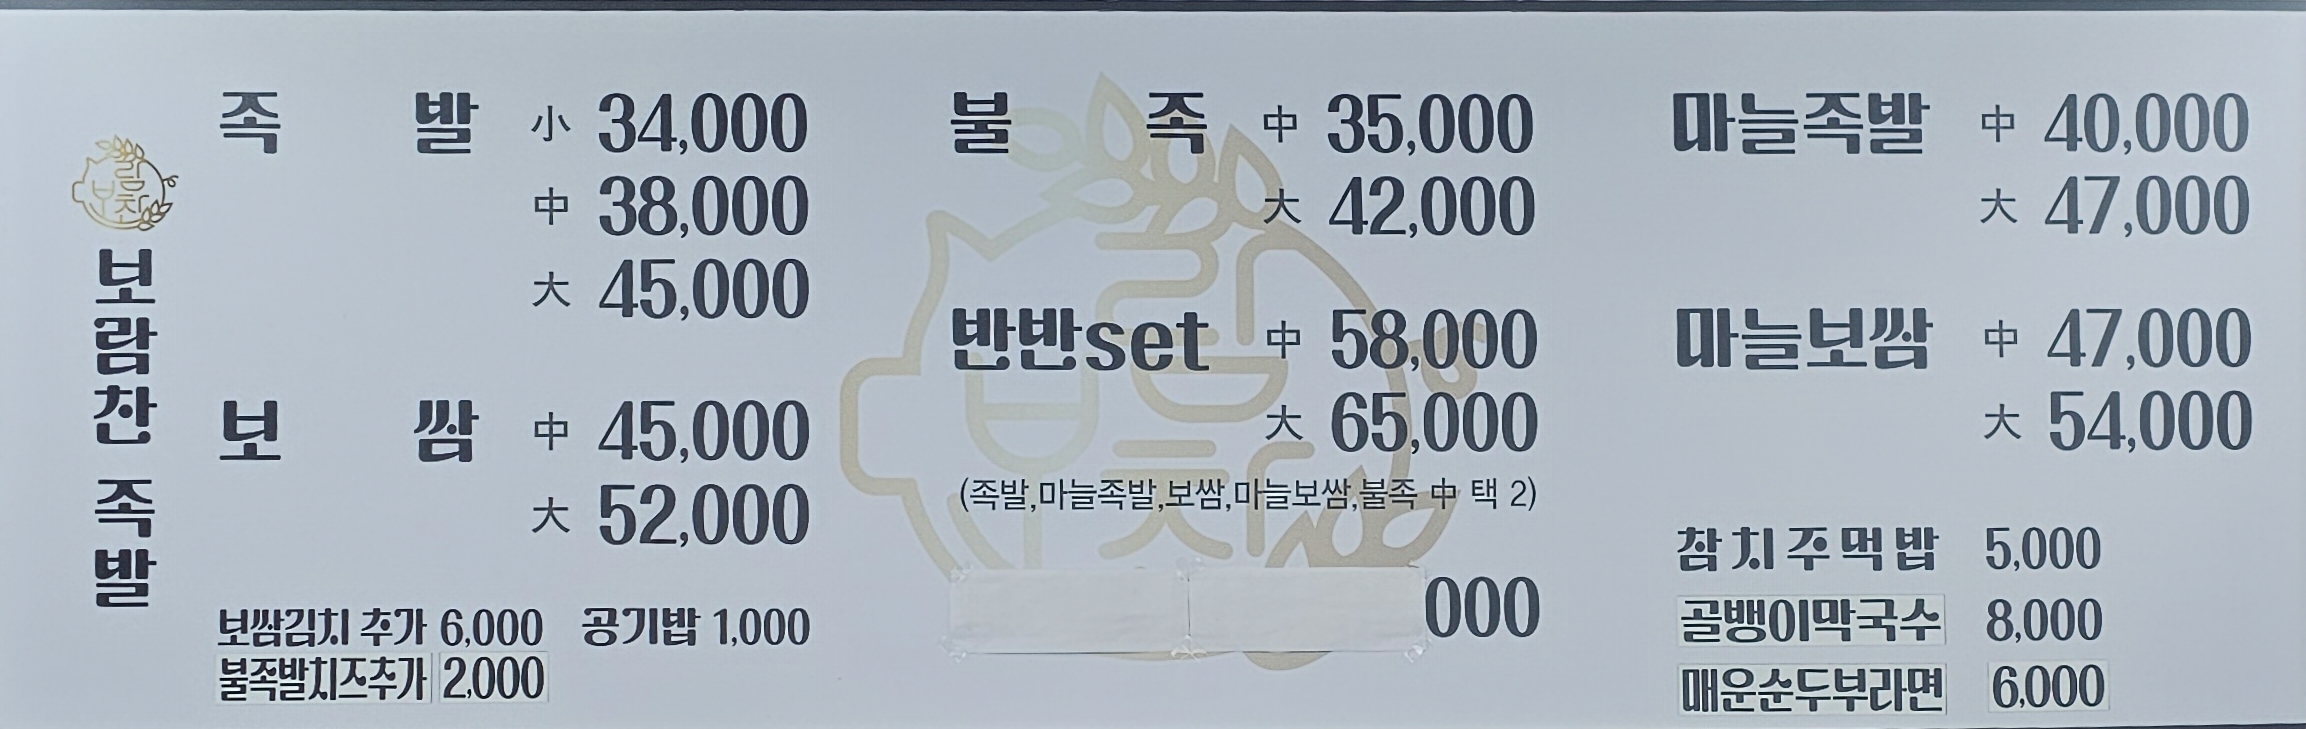 보람찬 족발
족 발 小 34,000
中 38,000
大 45,000
보 쌈 中 45,000
大 52,000
보쌈김치 추가 6,000 공기밥 1,000
불족발치즈추가 2,000
불 족 中 35,000
大 42,000
반반set 中 58,000
大 65,000
(족발,마늘족발,보쌈,마늘보쌈,불족 中 택 2)
000
마늘족발 中 40,000
大 47,000
마늘보쌈 中 47,000
大 54,000
참치주먹밥 5,000
골뱅이막국수 8,000
매운순두부라면 6,000